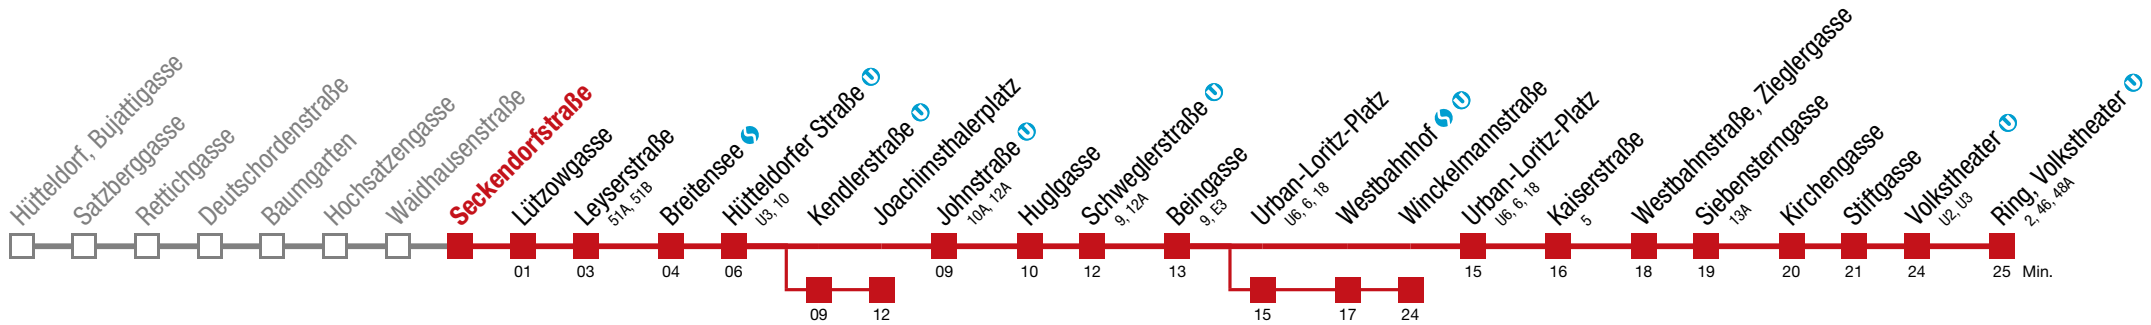 Hütteldorf, Bujattigasse
Satzberggasse
Rettichgasse
Deutschordenstraße
Baumgarten
Hochsatzengasse
Waidhausenstraße
Seckendorfstraße
Lützowgasse
Leyserstraße
51A, 51B
Breitensee
Hütteldorfer Straße U
U3, 10
Kendlerstraße U
Joachimsthalerplatz
Johnstraße U
10A, 12A
Huglgasse
Schweglerstraße U
9, 12A
Beingasse
9, E3
Urban-Loritz-Platz
U6, 6, 18
Westbahnhof U
Winckelmannstraße
Urban-Loritz-Platz
U6, 6, 18
Kaiserstraße
5
Westbahnstraße, Zieglergasse
Siebensterngasse
13A
Kirchengasse
Stiftgasse
Volkstheater U
U2, U3
Ring, Volkstheater U
2, 46, 48A
01 03 04 06 09 10 12 13 15 16 18 19 20 21 24 25 Min.
09 12 15 17 24